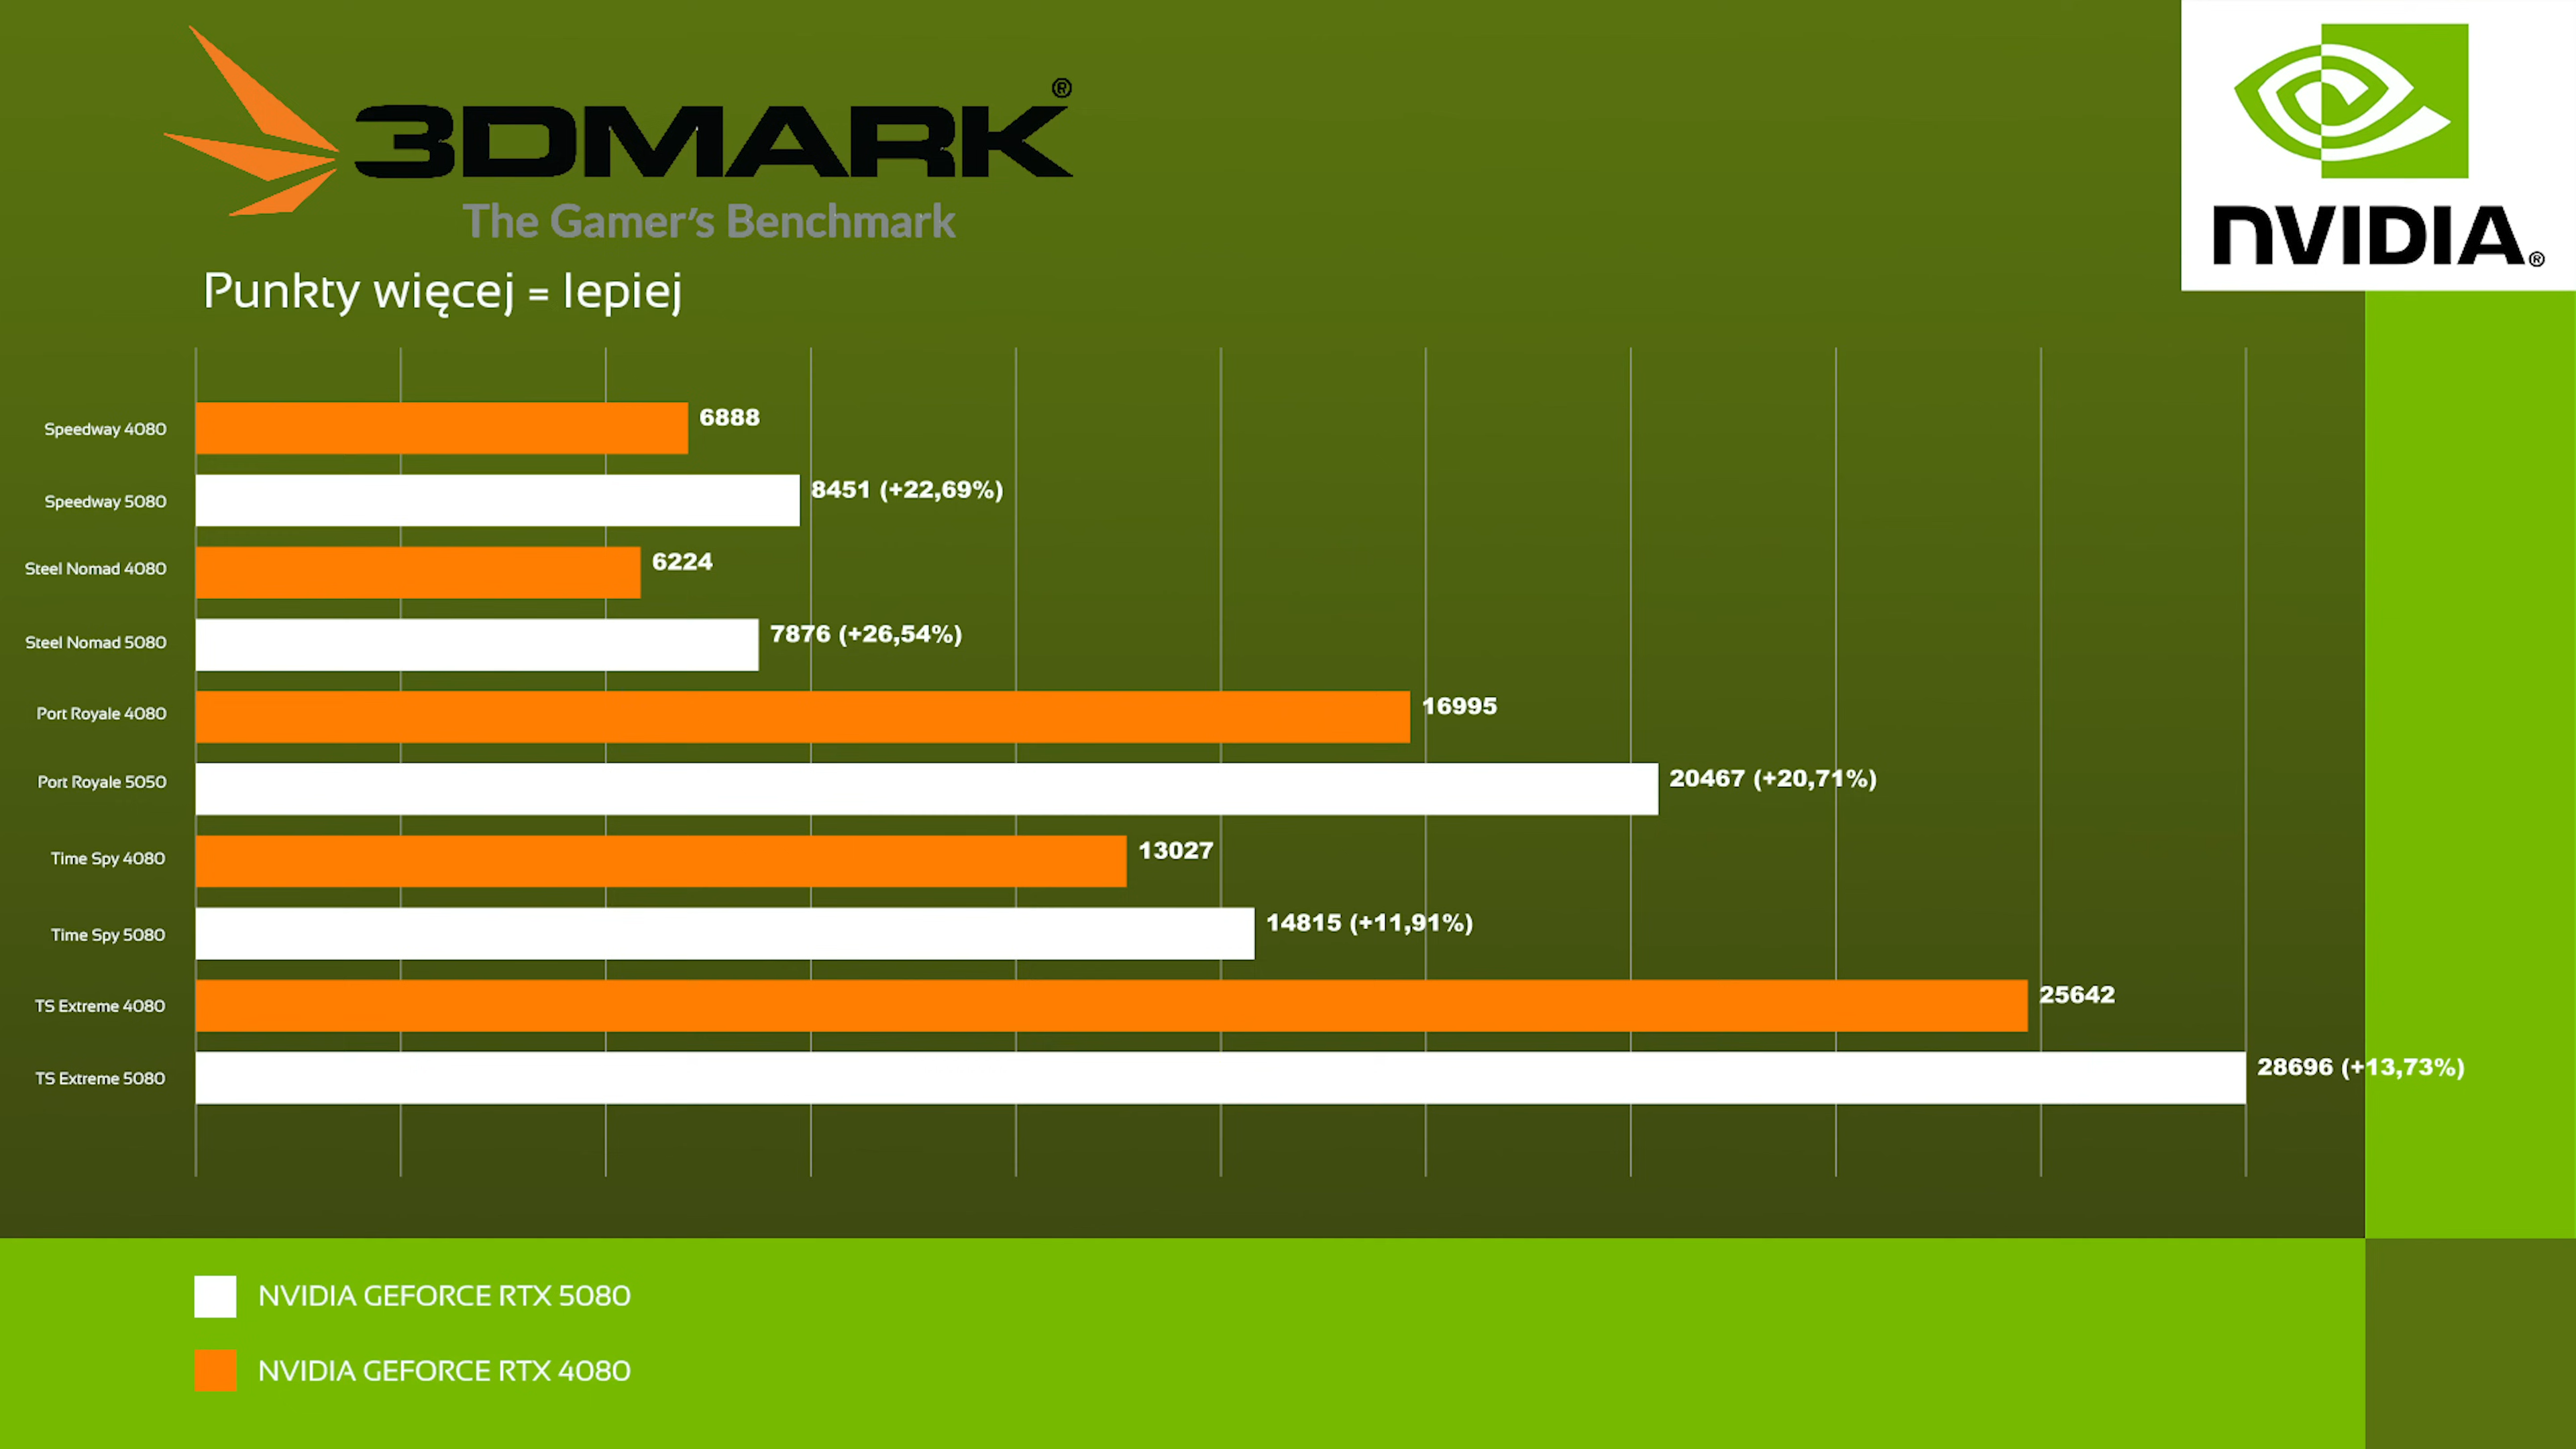 3DMARK®
The Gamer's Benchmark
nVIDIA®
Punkty więcej = lepiej
Speedway 4080 6888
Speedway 5080 8451 (+22,69%)
Steel Nomad 4080 6224
Steel Nomad 5080 7876 (+26,54%)
Port Royale 4080 16995
Port Royale 5050 20467 (+20,71%)
Time Spy 4080 13027
Time Spy 5080 14815 (+11,91%)
TS Extreme 4080 25642
TS Extreme 5080 28696 (+13,73%)
NVIDIA GEFORCE RTX 5080
NVIDIA GEFORCE RTX 4080